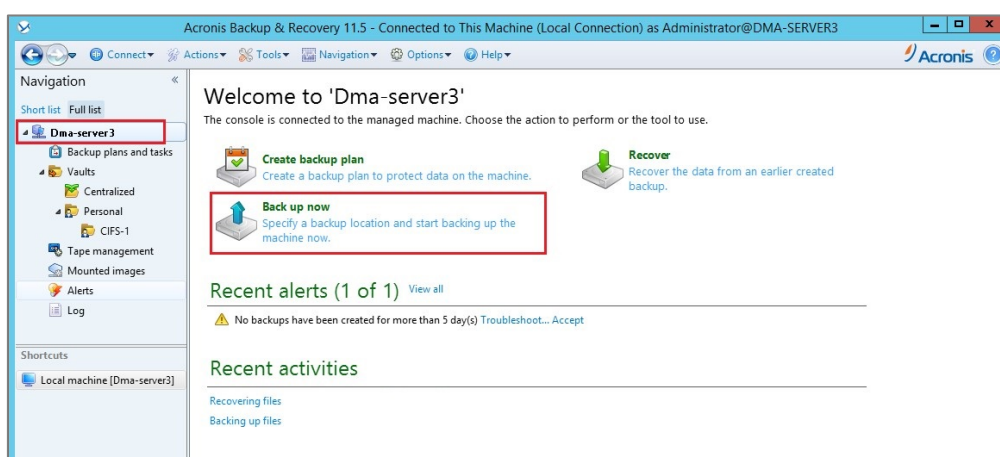 Acronis Backup & Recovery 11.5 - Connected to This Machine (Local Connection) as Administrator@DMA-SERVER3
Connect Actions Tools Navigation Options Help
Acronis
Navigation
Short list Full list
Dma-server3
Backup plans and tasks
Vaults
Centralized
Personal
CIFS-1
Tape management
Mounted images
Alerts
Log
Shortcuts
Local machine [Dma-server3]
Welcome to 'Dma-server3'
The console is connected to the managed machine. Choose the action to perform or the tool to use.
Create backup plan
Create a backup plan to protect data on the machine.
Back up now
Specify a backup location and start backing up the
machine now.
Recover
Recover the data from an earlier created
backup.
Recent alerts (1 of 1) View all
No backups have been created for more than 5 day(s) Troubleshoot... Accept
Recent activities
Recovering files
Backing up files